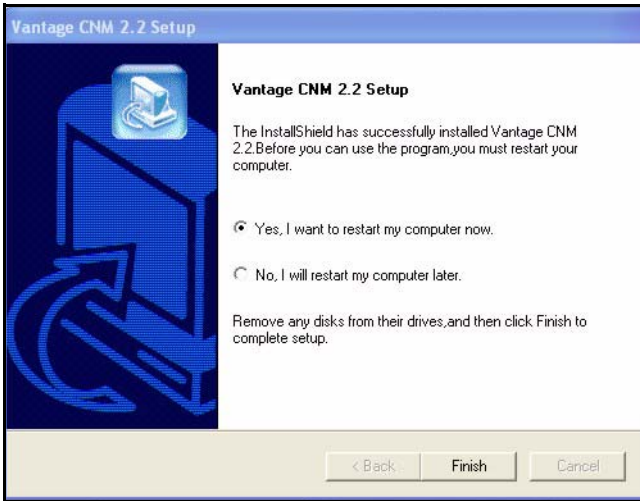 Vantage CNM 2.2 Setup
Vantage CNM 2.2 Setup
The InstallShield has successfully installed Vantage CNM
2.2.Before you can use the program,you must restart your
computer.
Yes, I want to restart my computer now.
No, I will restart my computer later.
Remove any disks from their drives,and then click Finish to
complete setup.
< Back Finish Cancel